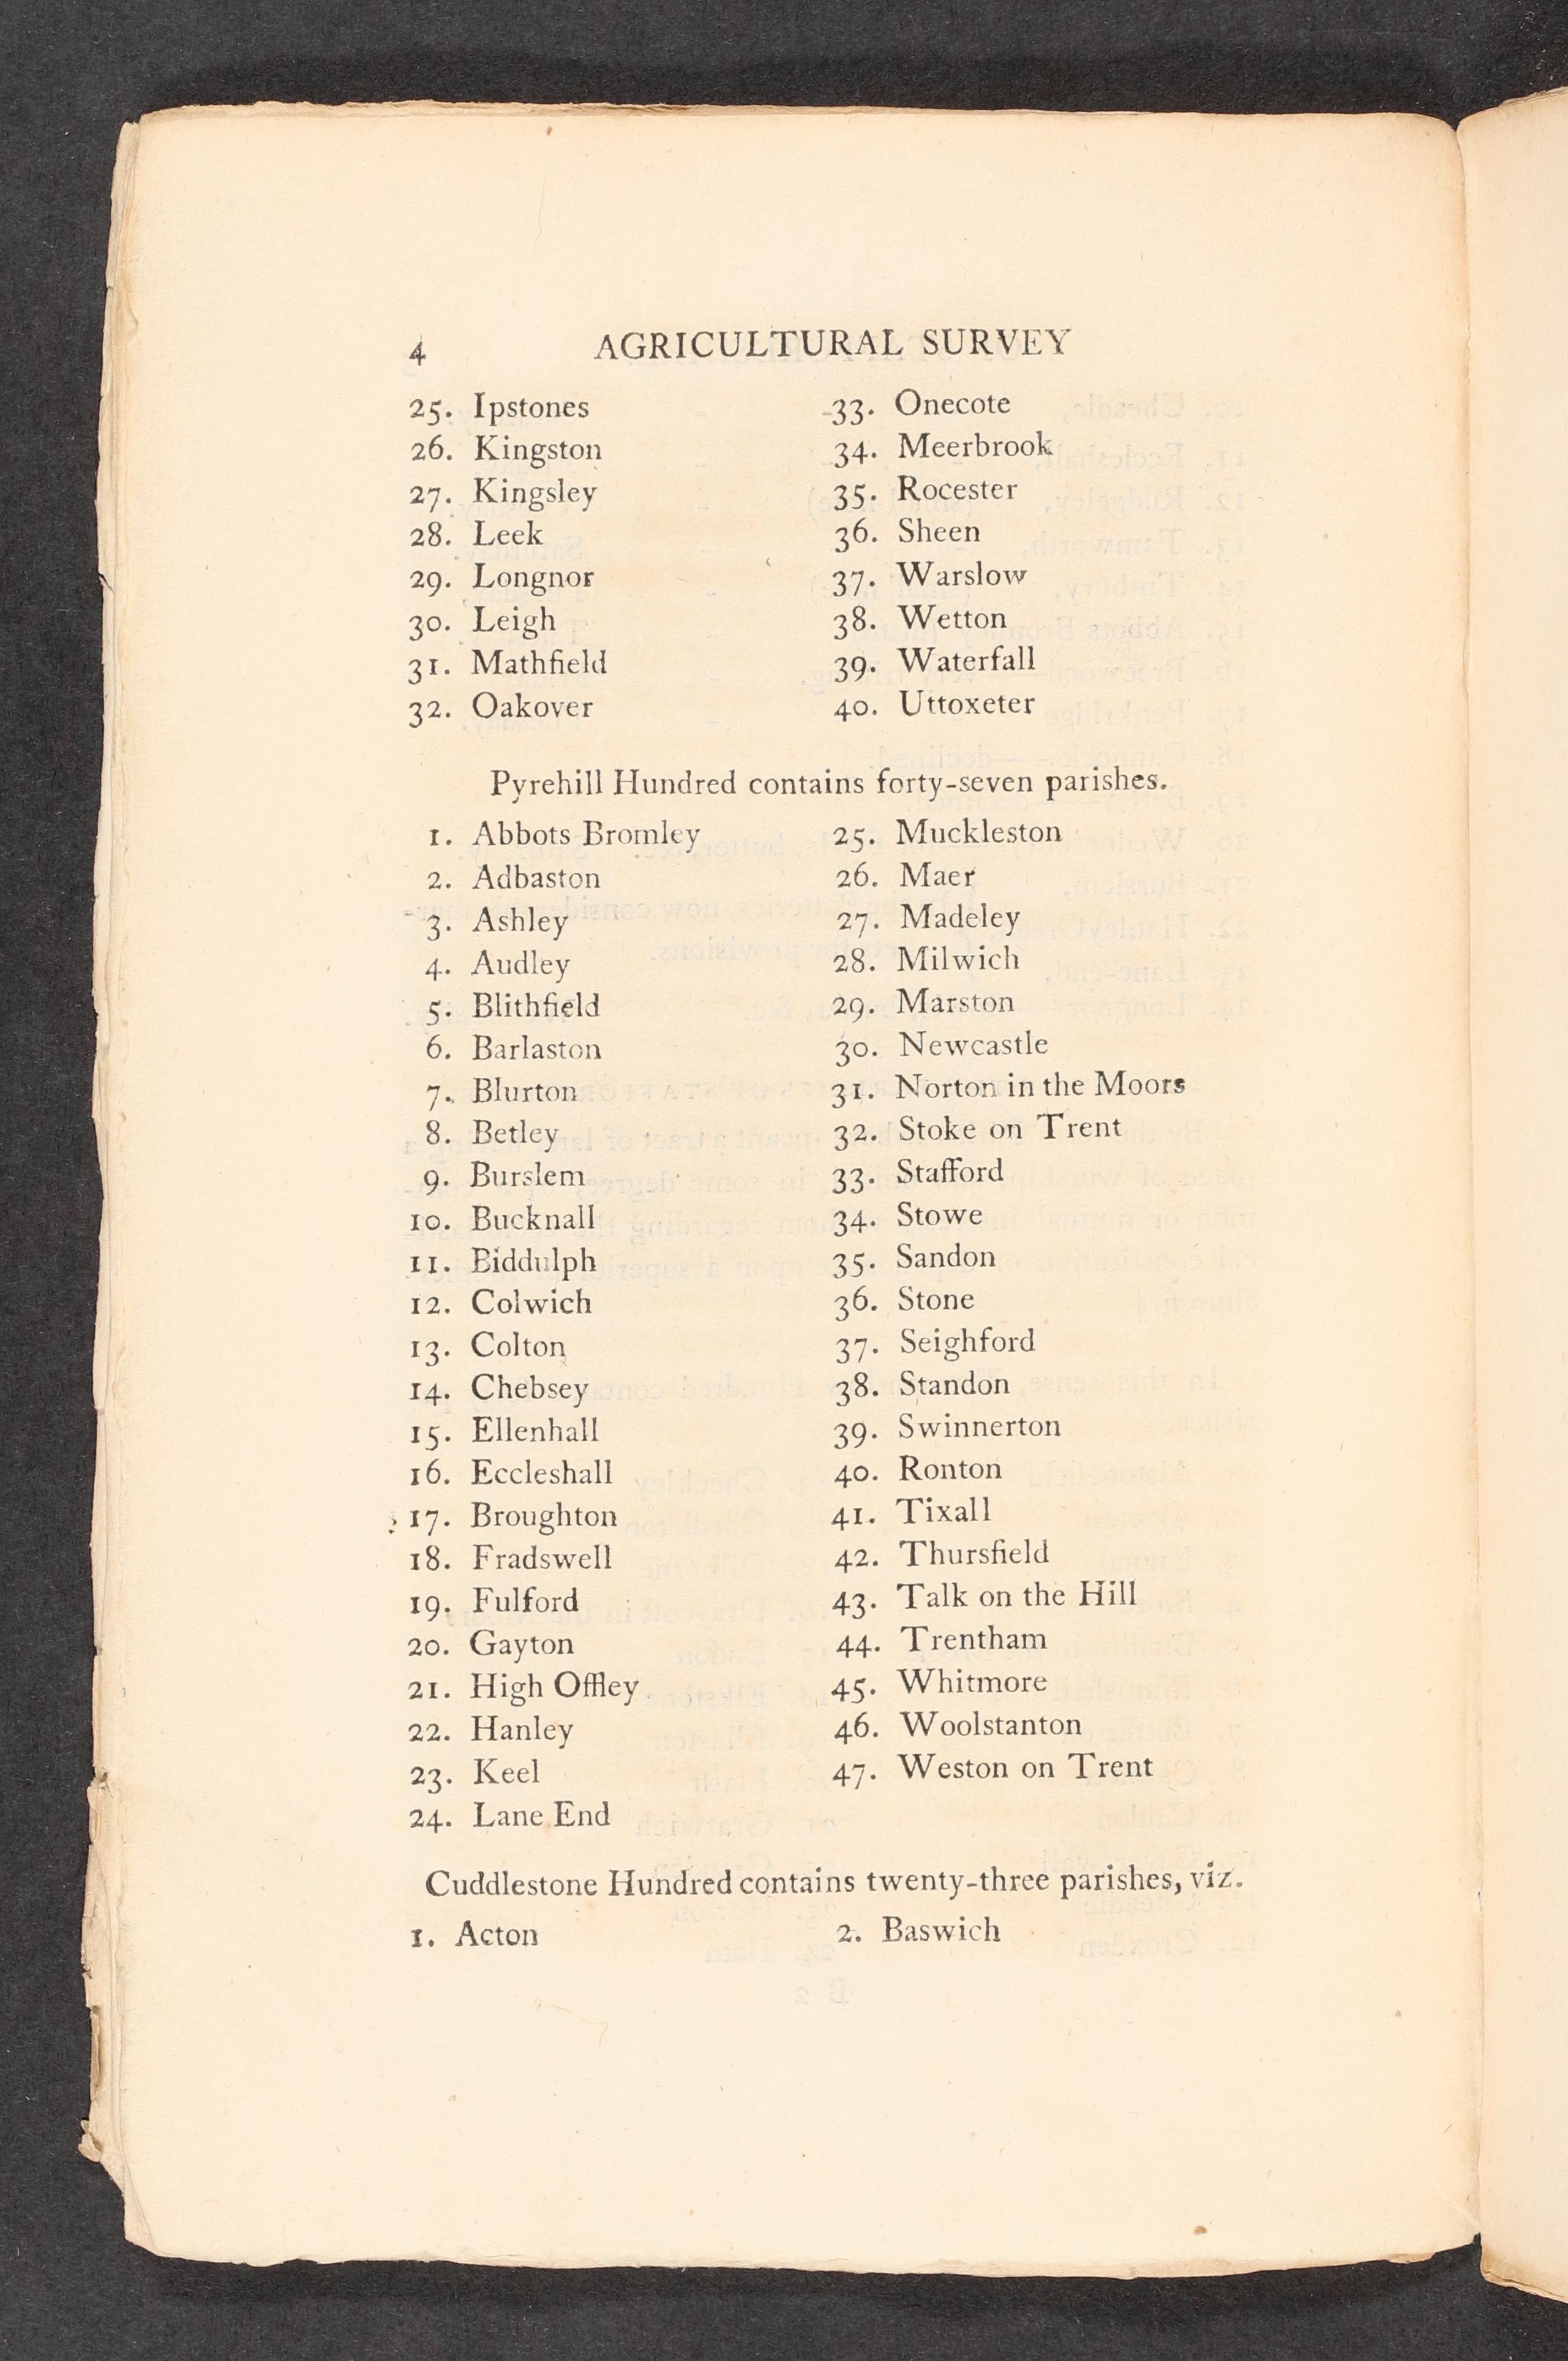 4 AGRICULTURAL SURVEY
25. Ipstones
26. Kingston
27. Kingsley
28. Leek
29. Longnor
30. Leigh
31. Mathfield
32. Oakover
33. Onecote
34. Meerbrook
35. Rocester
36. Sheen
37. Warslow
38. Wetton
39. Waterfall
40. Uttoxeter
Pyrehill Hundred contains forty-seven parishes.
1. Abbots Bromley
2. Adbaston
3. Ashley
4. Audley
5. Blithfield
6. Barlaston
7. Blurton
8. Betley
9. Burslem
10. Bucknall
11. Biddulph
12. Colwich
13. Colton
14. Chebsey
15. Ellenhall
16. Eccleshall
17. Broughton
18. Fradswell
19. Fulford
20. Gayton
21. High Offley
22. Hanley
23. Keel
24. Lane End
25. Muckleston
26. Maer
27. Madeley
28. Milwich
29. Marston
30. Newcastle
31. Norton in the Moors
32. Stoke on Trent
33. Stafford
34. Stowe
35. Sandon
36. Stone
37. Seighford
38. Standon
39. Swinnerton
40. Ronton
41. Tixall
42. Thursfield
43. Talk on the Hill
44. Trentham
45. Whitmore
46. Woolstanton
47. Weston on Trent
Cuddlestone Hundred contains twenty-three parishes, viz.
1. Acton 2. Baswich